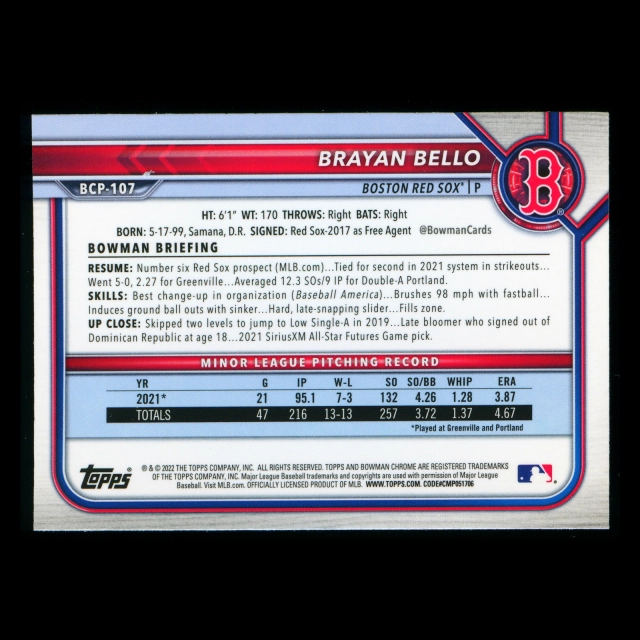 BRAYAN BELLO
BCP-107
BOSTON RED SOX® | P
B
®
HT: 6'1" WT: 170 THROWS: Right BATS: Right
BORN: 5-17-99, Samana, D.R. SIGNED: Red Sox-2017 as Free Agent @BowmanCards
BOWMAN BRIEFING
RESUME: Number six Red Sox prospect (MLB.com)...Tied for second in 2021 system in strikeouts...
Went 5-0, 2.27 for Greenville...Averaged 12.3 SOs/9 IP for Double-A Portland.
SKILLS: Best change-up in organization (Baseball America)...Brushes 98 mph with fastball...
Induces ground ball outs with sinker...Hard, late-snapping slider...Fills zone.
UP CLOSE: Skipped two levels to jump to Low Single-A in 2019...Late bloomer who signed out of
Dominican Republic at age 18...2021 SiriusXM All-Star Futures Game pick.
MINOR LEAGUE PITCHING RECORD
YR G IP W-L SO SO/BB WHIP ERA
2021* 21 95.1 7-3 132 4.26 1.28 3.87
TOTALS 47 216 13-13 257 3.72 1.37 4.67
*Played at Greenville and Portland
Topps®
® & © 2022 THE TOPPS COMPANY, INC. ALL RIGHTS RESERVED. TOPPS AND BOWMAN CHROME ARE REGISTERED TRADEMARKS
OF THE TOPPS COMPANY, INC. Major League Baseball trademarks and copyrights are used with permission of Major League
Baseball. Visit MLB.com. OFFICIALLY LICENSED PRODUCT OF MLB. WWW.TOPPS.COM. CODE#CMP051706